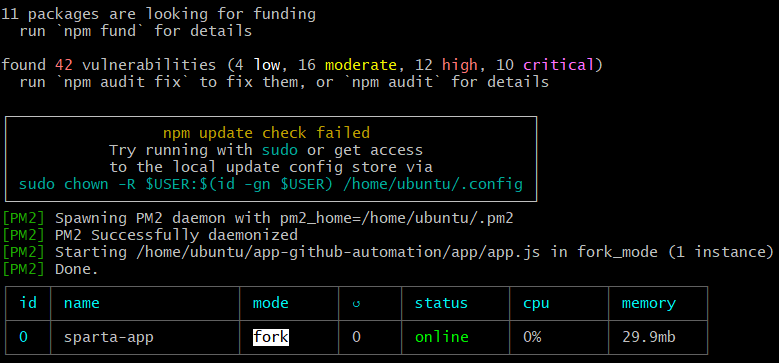 11 packages are looking for funding
run `npm fund` for details
found 42 vulnerabilities (4 low, 16 moderate, 12 high, 10 critical)
run `npm audit fix` to fix them, or `npm audit` for details
npm update check failed
Try running with sudo or get access
to the local update config store via
sudo chown -R $USER:$(id -gn $USER) /home/ubuntu/.config
[PM2] Spawning PM2 daemon with pm2_home=/home/ubuntu/.pm2
[PM2] PM2 Successfully daemonized
[PM2] Starting /home/ubuntu/app-github-automation/app/app.js in fork_mode (1 instance)
[PM2] Done.
id name mode ↺ status cpu memory
0 sparta-app fork 0 online 0% 29.9mb